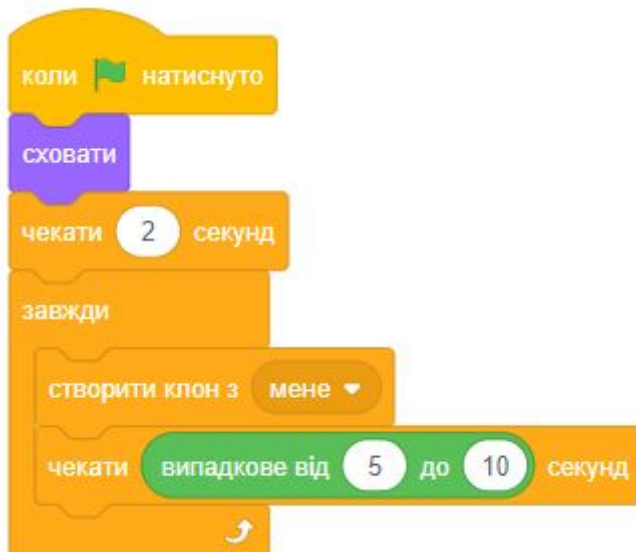 коли натиснуто
сховати
чекати 2 секунд
завжди
створити клон з мене
чекати випадкове від 5 до 10 секунд